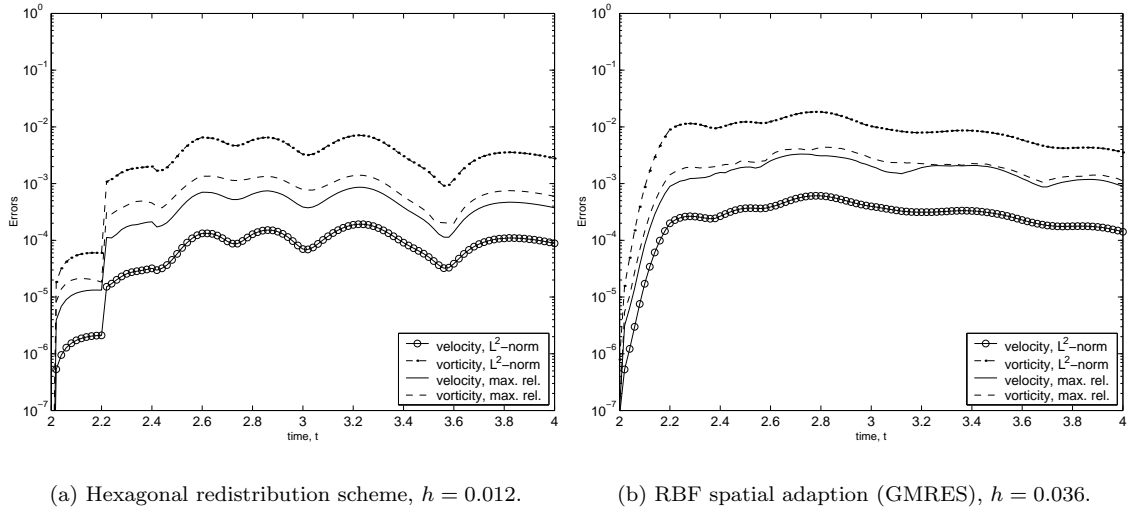 10^0
10^−1
10^−2
10^−3
10^−4
10^−5
10^−6
10^−7
Errors
2 2.2 2.4 2.6 2.8 3 3.2 3.4 3.6 3.8 4
time, t
velocity, L^2−norm
vorticity, L^2−norm
velocity, max. rel.
vorticity, max. rel.
(a) Hexagonal redistribution scheme, h = 0.012.
10^0
10^−1
10^−2
10^−3
10^−4
10^−5
10^−6
10^−7
Errors
2 2.2 2.4 2.6 2.8 3 3.2 3.4 3.6 3.8 4
time, t
velocity, L^2−norm
vorticity, L^2−norm
velocity, max. rel.
vorticity, max. rel.
(b) RBF spatial adaption (GMRES), h = 0.036.